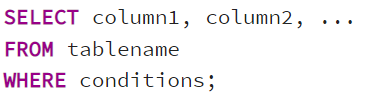 SELECT column1, column2, ...
FROM tablename
WHERE conditions;